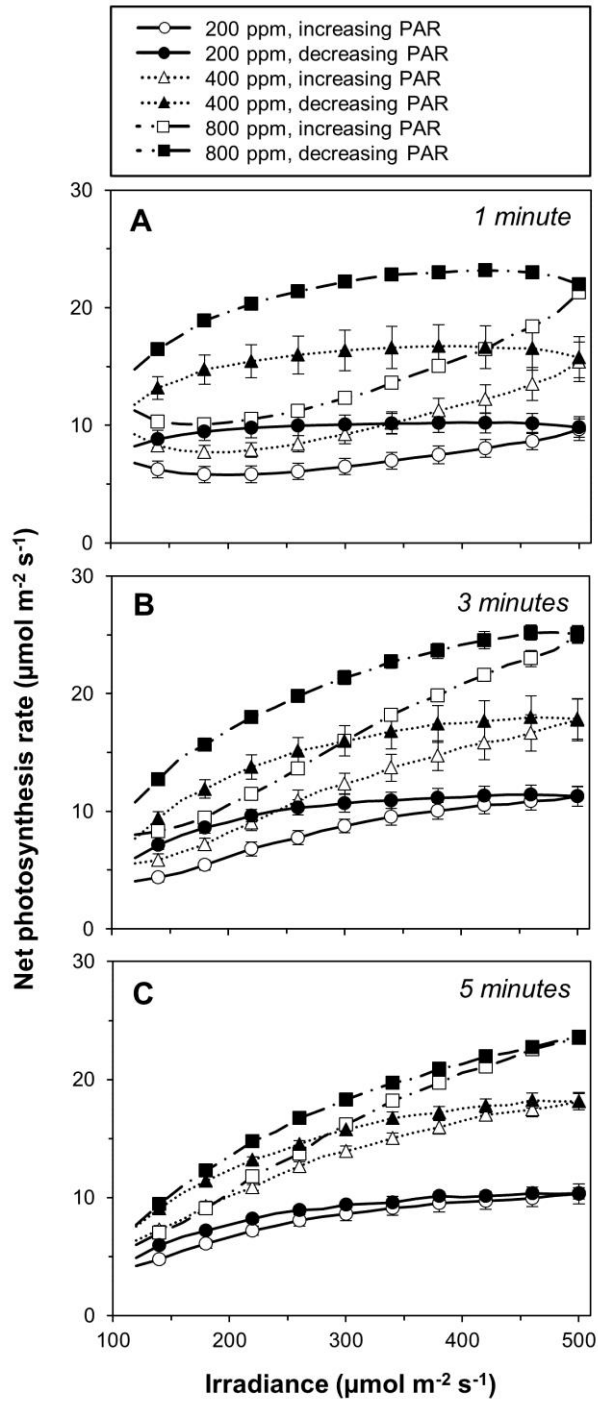 200 ppm, increasing PAR
200 ppm, decreasing PAR
400 ppm, increasing PAR
400 ppm, decreasing PAR
800 ppm, increasing PAR
800 ppm, decreasing PAR
30
A
1 minute
20
10
0
30
B
3 minutes
20
10
0
30
C
5 minutes
20
10
0
100
200
300
400
500
Net photosynthesis rate (µmol m⁻² s⁻¹)
Irradiance (µmol m⁻² s⁻¹)